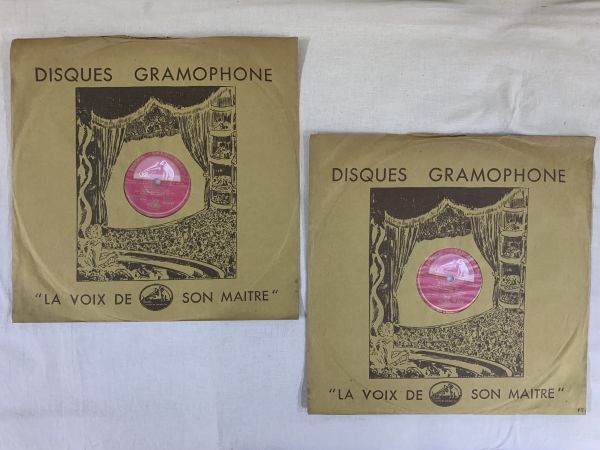 DISQUES GRAMOPHONE
"LA VOIX DE SON MAITRE"
DISQUES GRAMOPHONE
"LA VOIX DE SON MAITRE"